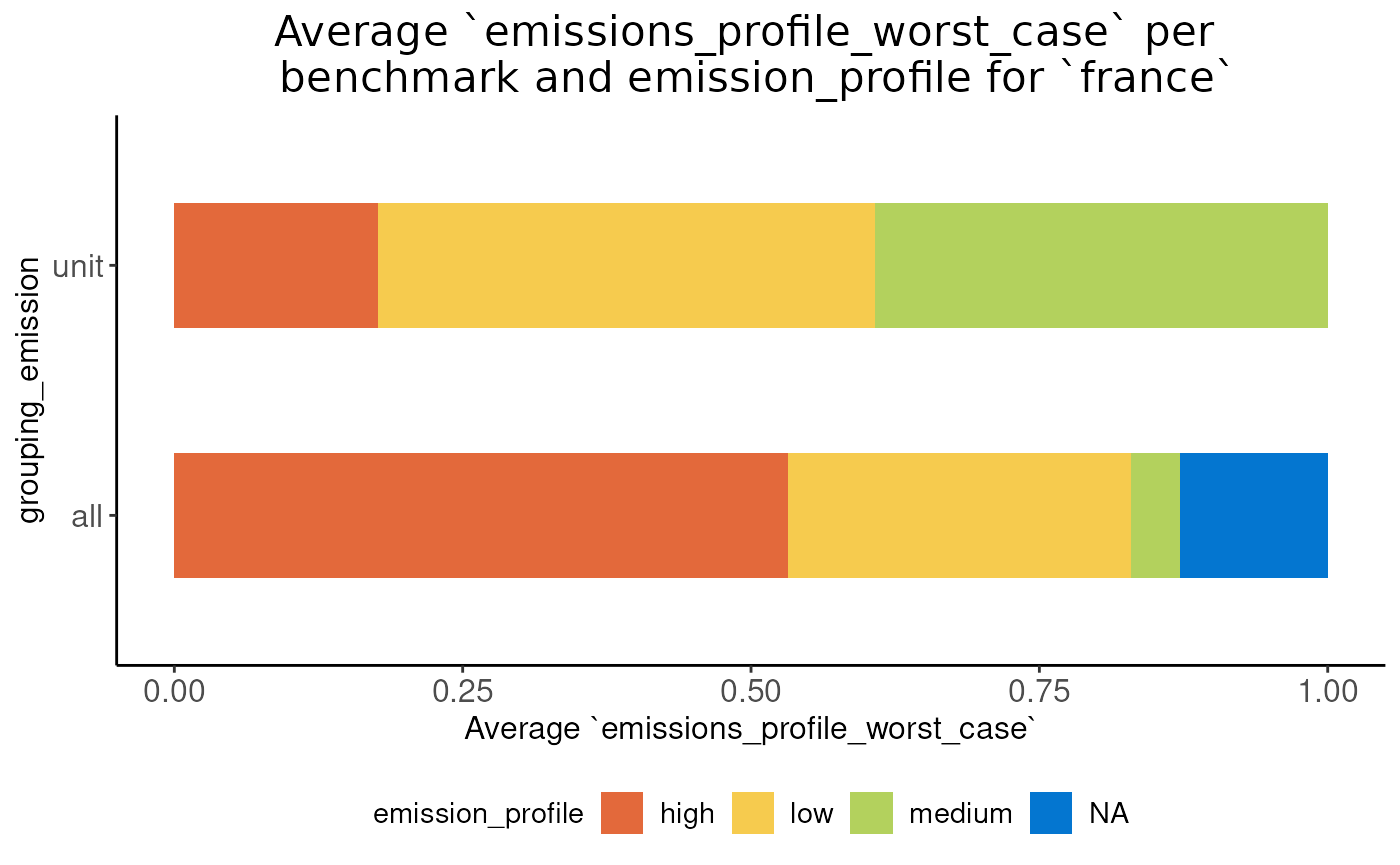 Average `emissions_profile_worst_case` per
benchmark and emission_profile for `france`
grouping_emission
unit
all
0.00 0.25 0.50 0.75 1.00
Average `emissions_profile_worst_case`
emission_profile high low medium NA